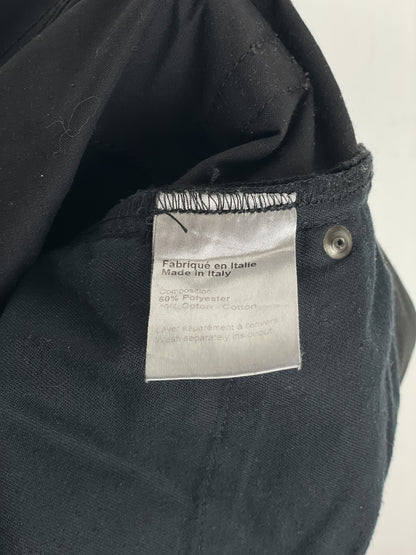 Fabriqué en Italie
Made in Italy
Composition
60% Polyester
Coton - Cotton
Laver séparément à l'envers
Wash separately inside out